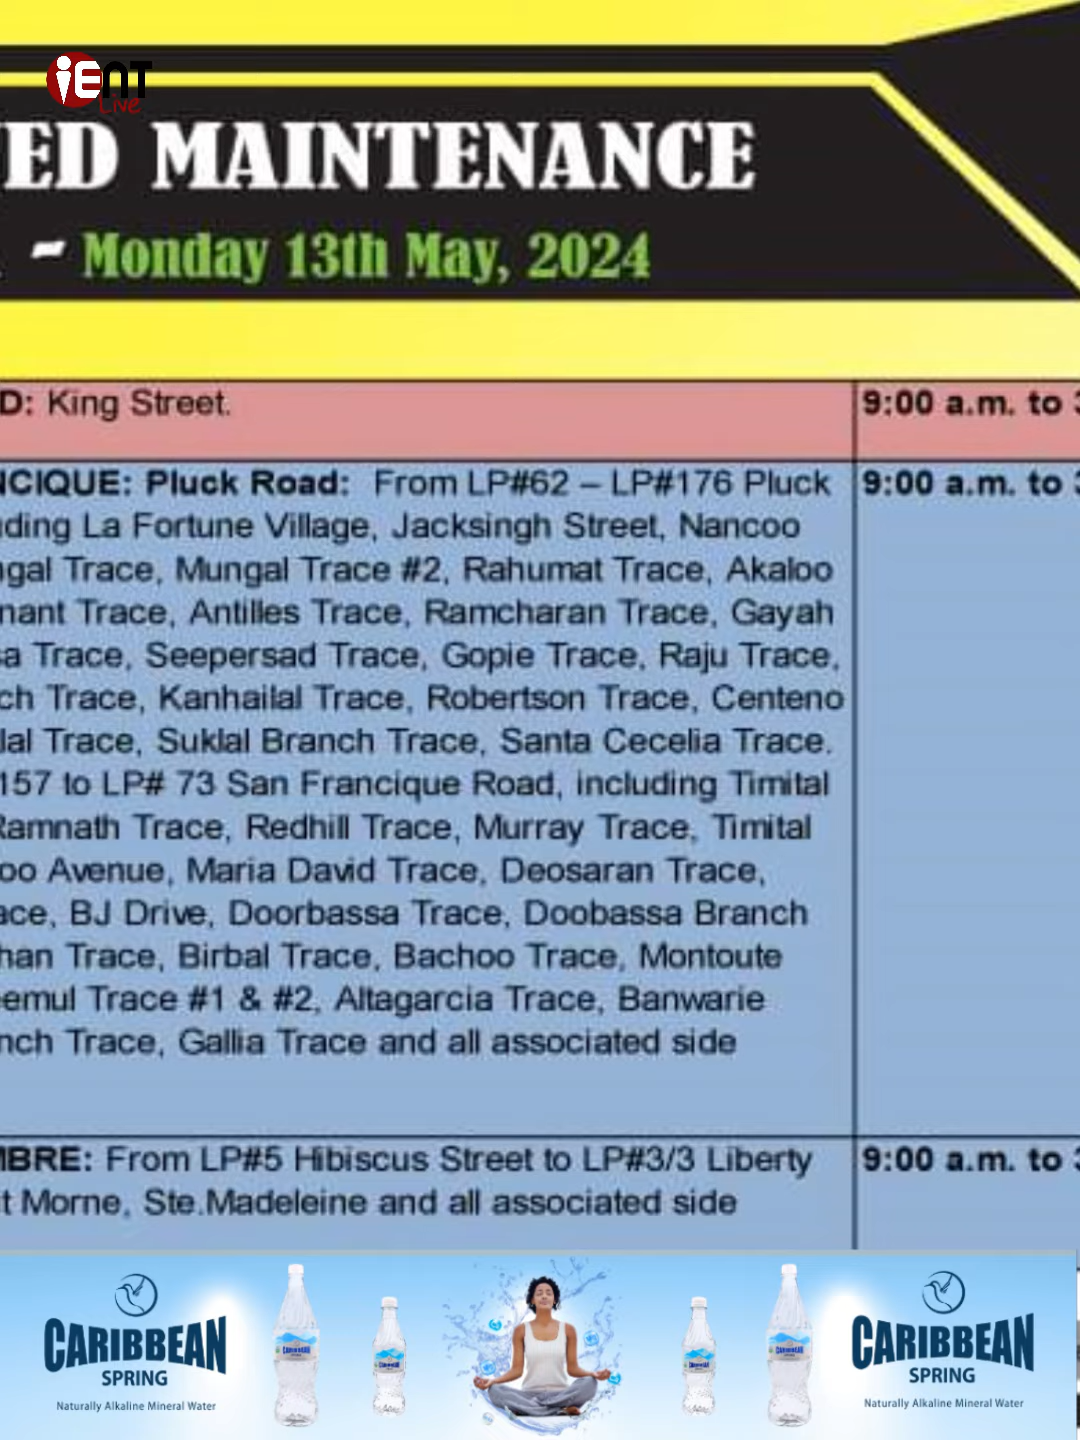 iENT
Live
ED MAINTENANCE
- Monday 13th May, 2024
D: King Street.
9:00 a.m. to
NCIQUE: Pluck Road: From LP#62 – LP#176 Pluck
9:00 a.m. to
ding La Fortune Village, Jacksingh Street, Nancoo
gal Trace, Mungal Trace #2, Rahumat Trace, Akaloo
nant Trace, Antilles Trace, Ramcharan Trace, Gayah
sa Trace, Seepersad Trace, Gopie Trace, Raju Trace,
ch Trace, Kanhailal Trace, Robertson Trace, Centeno
lal Trace, Suklal Branch Trace, Santa Cecelia Trace.
157 to LP# 73 San Francique Road, including Timital
Ramnath Trace, Redhill Trace, Murray Trace, Timital
oo Avenue, Maria David Trace, Deosaran Trace,
ace, BJ Drive, Doorbassa Trace, Doobassa Branch
han Trace, Birbal Trace, Bachoo Trace, Montoute
emul Trace #1 & #2, Altagarcia Trace, Banwarie
nch Trace, Gallia Trace and all associated side
MBRE: From LP#5 Hibiscus Street to LP#3/3 Liberty
9:00 a.m. to
t Morne, Ste.Madeleine and all associated side
CARIBBEAN
SPRING
Naturally Alkaline Mineral Water
CARIBBEAN
CARIBBEAN
CARIBBEAN
CARIBBEAN
CARIBBEAN
SPRING
Naturally Alkaline Mineral Water